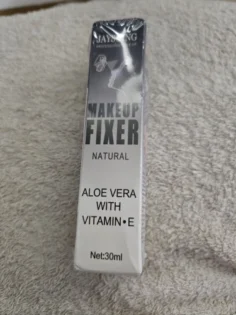 MAKEUP
FIXER
NATURAL
ALOE VERA
WITH
VITAMIN•E
Net:30ml